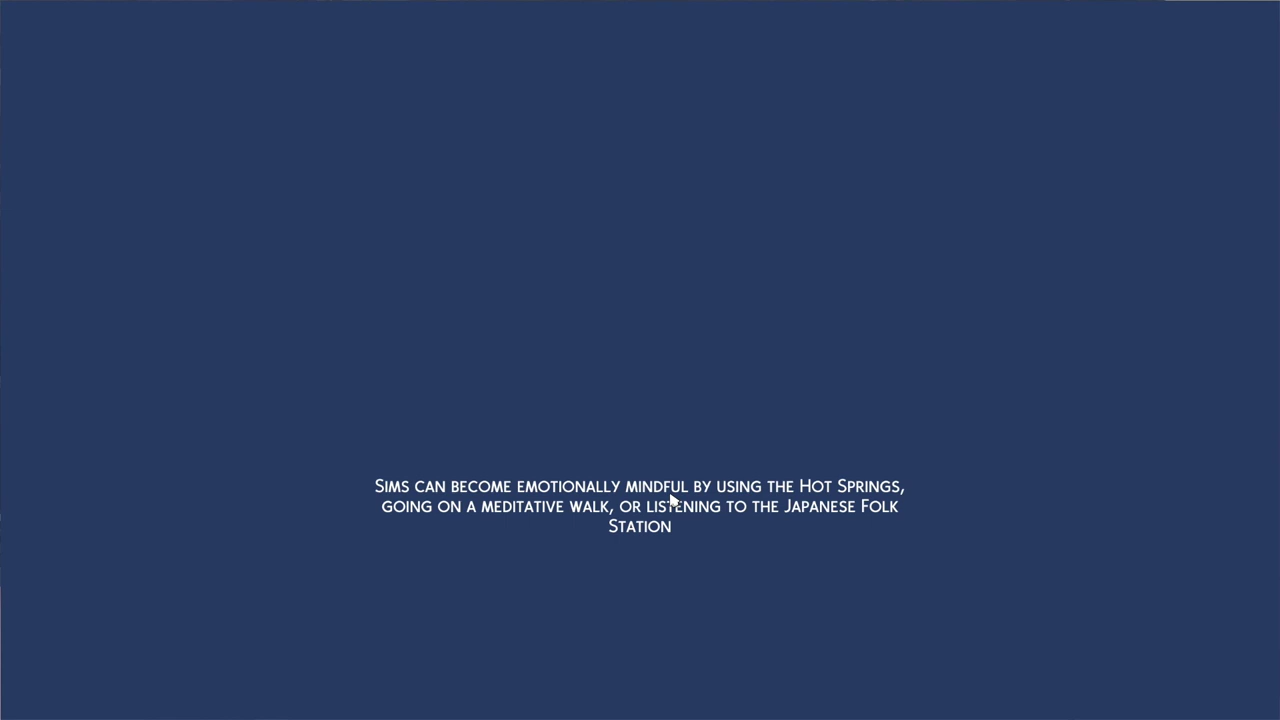 Sims can become emotionally mindful by using the Hot Springs,
going on a meditative walk, or listening to the Japanese Folk
Station